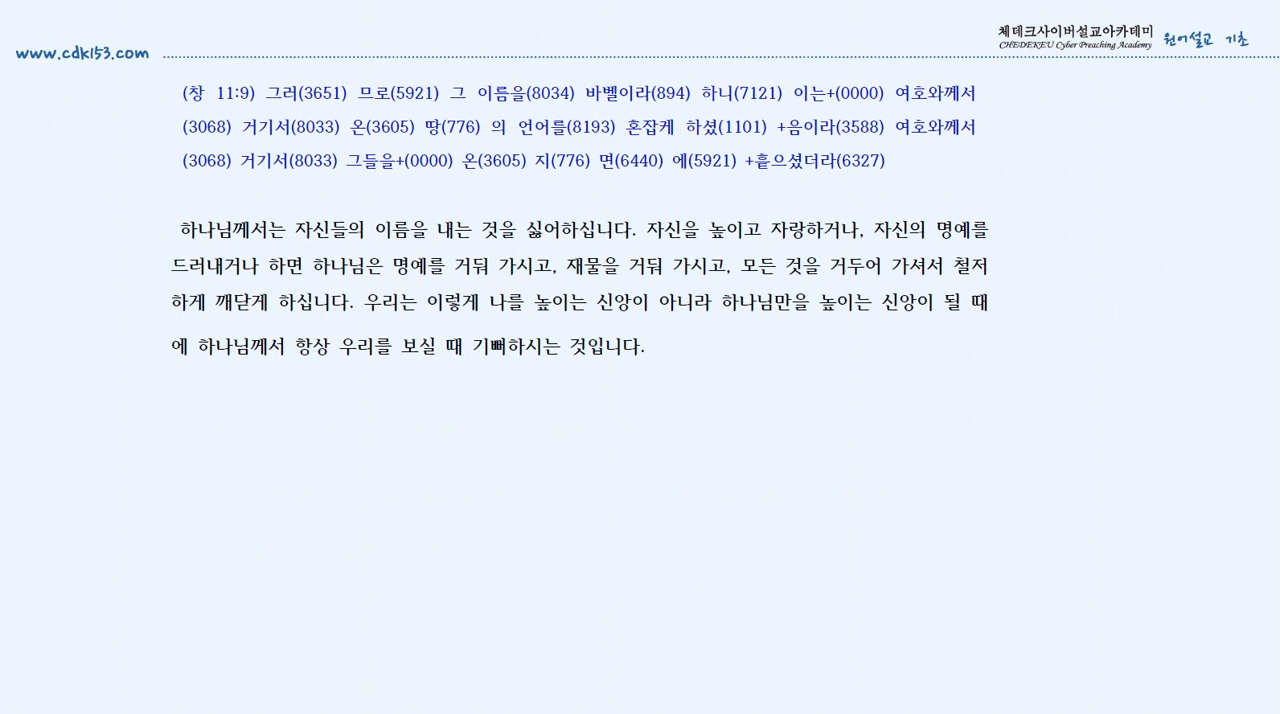 체데크사이버설교아카데미
CHEDEKEU Cyber Preaching Academy
원어설교 기초
www.cdk153.com
(창 11:9) 그러(3651) 므로(5921) 그 이름을(8034) 바벨이라(894) 하니(7121) 이는+(0000) 여호와께서
(3068) 거기서(8033) 온(3605) 땅(776) 의 언어를(8193) 혼잡케 하셨(1101) +음이라(3588) 여호와께서
(3068) 거기서(8033) 그들을+(0000) 온(3605) 지(776) 면(6440) 에(5921) +흩으셨더라(6327)
하나님께서는 자신들의 이름을 내는 것을 싫어하십니다. 자신을 높이고 자랑하거나, 자신의 명예를
드러내거나 하면 하나님은 명예를 거둬 가시고, 재물을 거둬 가시고, 모든 것을 거두어 가셔서 철저
하게 깨닫게 하십니다. 우리는 이렇게 나를 높이는 신앙이 아니라 하나님만을 높이는 신앙이 될 때
에 하나님께서 항상 우리를 보실 때 기뻐하시는 것입니다.